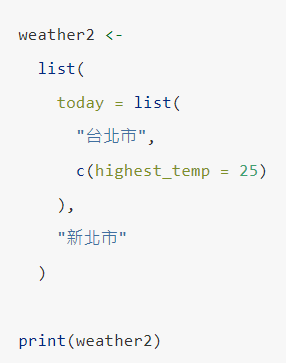 weather2 <-
list(
today = list(
"台北市",
c(highest_temp = 25)
),
"新北市"
)
print(weather2)